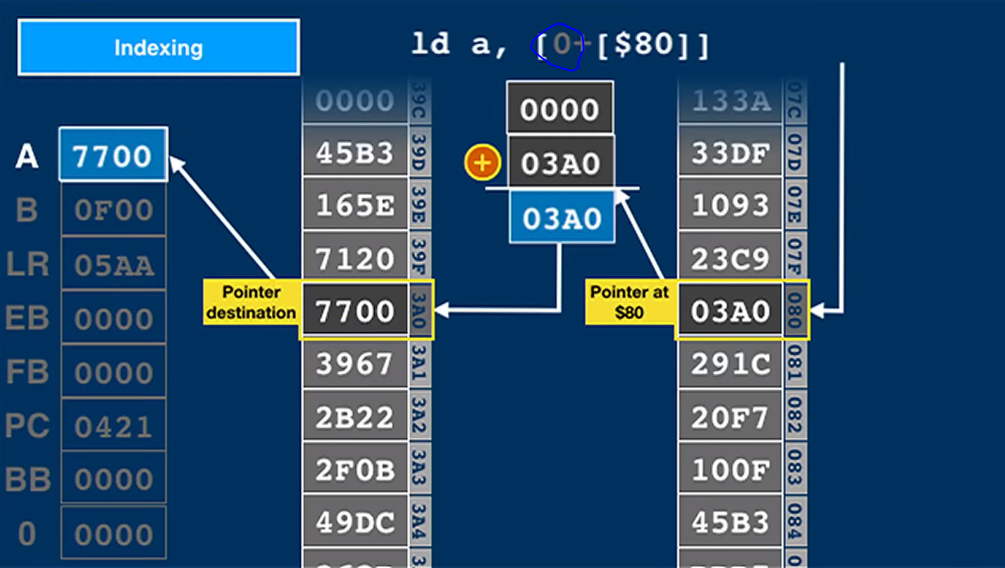 Indexing
ld a, [0+[$80]]
A 7700
B 0F00
LR 05AA
EB 0000
FB 0000
PC 0421
BB 0000
0 0000
Pointer
destination
0000 39C
45B3 39D
165E 39E
7120 39F
7700 3A0
3967 3A1
2B22 3A2
2F0B 3A3
49DC 3A4
0000
+ 03A0
03A0
Pointer at
$80
133A 07C
33DF 07D
1093 07E
23C9 07F
03A0 080
291C 081
20F7 082
100F 083
45B3 084